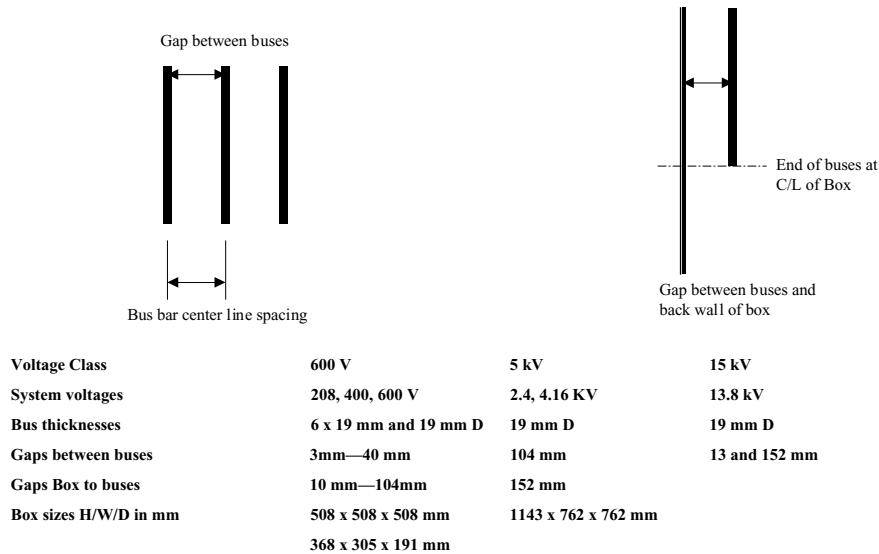 Gap between buses
End of buses at
C/L of Box
Gap between buses and
back wall of box
Bus bar center line spacing
Voltage Class 600 V 5 kV 15 kV
System voltages 208, 400, 600 V 2.4, 4.16 KV 13.8 kV
Bus thicknesses 6 x 19 mm and 19 mm D 19 mm D 19 mm D
Gaps between buses 3mm—40 mm 104 mm 13 and 152 mm
Gaps Box to buses 10 mm—104mm 152 mm
Box sizes H/W/D in mm 508 x 508 x 508 mm 1143 x 762 x 762 mm
368 x 305 x 191 mm